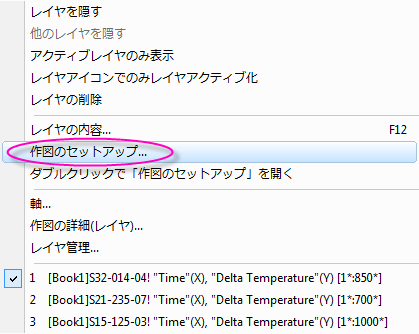 レイヤを隠す
他のレイヤを隠す
アクティブレイヤのみ表示
レイヤアイコンでのみレイヤアクティブ化
レイヤの削除
レイヤの内容... F12
作図のセットアップ...
ダブルクリックで「作図のセットアップ」を開く
軸...
作図の詳細(レイヤ)...
レイヤ管理...
1 [Book1]S32-014-04! "Time"(X), "Delta Temperature"(Y) [1*:850*]
2 [Book1]S21-235-07! "Time"(X), "Delta Temperature"(Y) [1*:700*]
3 [Book1]S15-125-03! "Time"(X), "Delta Temperature"(Y) [1*:1000*]